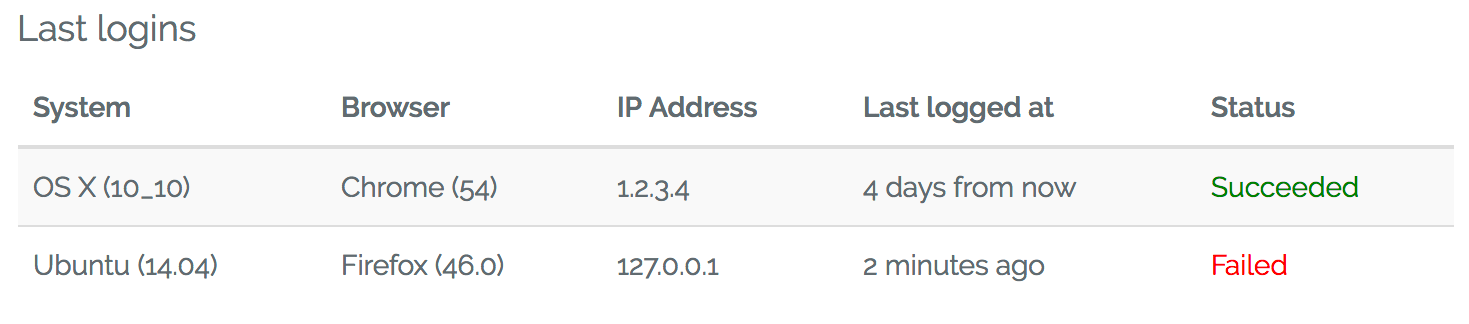 Last logins
System Browser IP Address Last logged at Status
OS X (10_10) Chrome (54) 1.2.3.4 4 days from now Succeeded
Ubuntu (14.04) Firefox (46.0) 127.0.0.1 2 minutes ago Failed